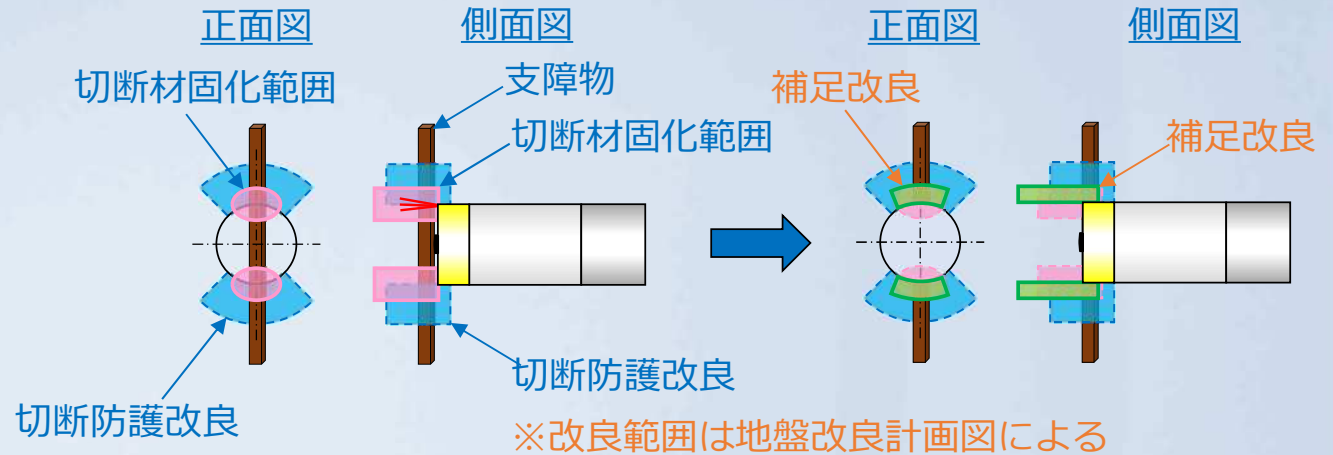 正面図
側面図
正面図
側面図
切断材固化範囲
支障物
補足改良
切断材固化範囲
補足改良
切断防護改良
切断防護改良
※改良範囲は地盤改良計画図による